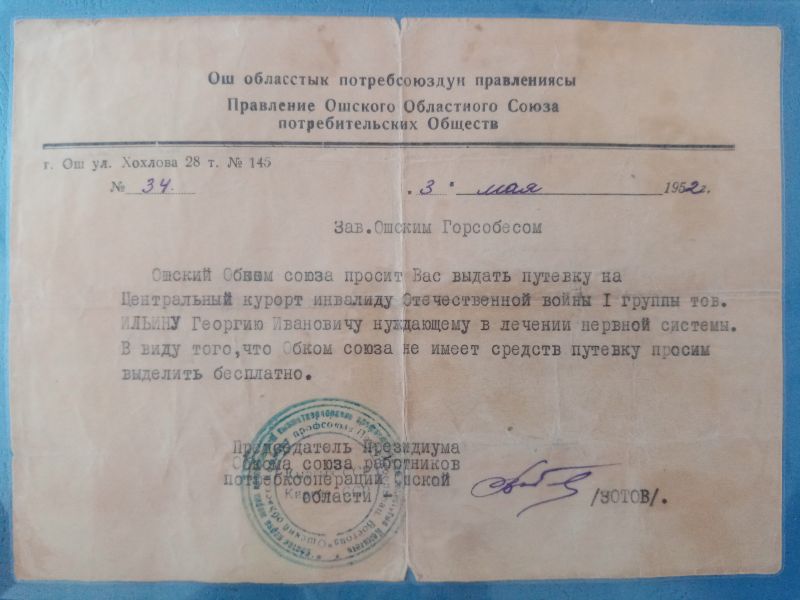 Ош обласстык потребсоюздун правлениясы
Правление Ошского Областного Союза
потребительских Обществ
г. Ош ул. Хохлова 28 т. № 145
№ 34. 3 мая 1952г.
Зав.Ошским Горсобесом
Ошский Обком союза просит Вас выдать путевку на
Центральный курорт инвалиду Отечественной войны I группы тов.
ИЛЬИНУ Георгию Ивановичу нуждающему в лечении нервной системы.
В виду того,что Обком союза не имеет средств путевку просим
выделить бесплатно.
Председатель Президиума
Обкома союза работников
потребкооперации Ошской
области
/ЗОТОВ/.